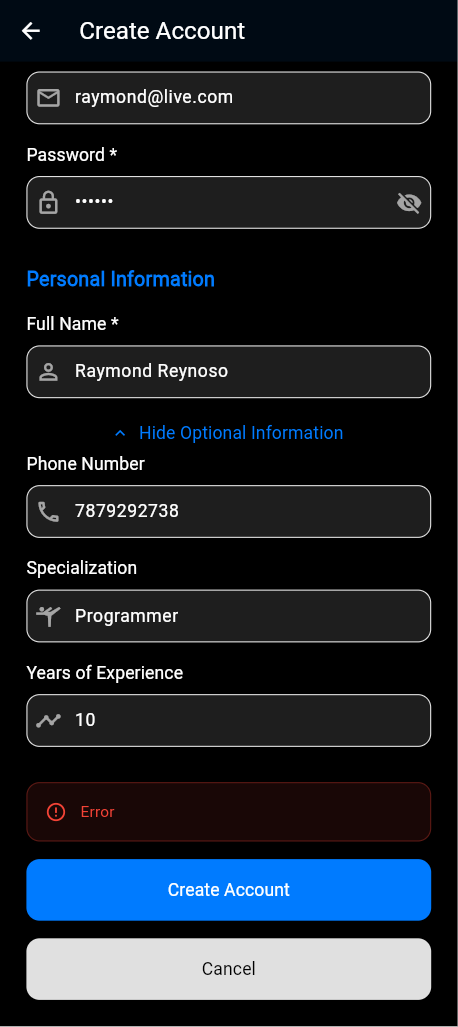 Create Account
raymond@live.com
Password *
••••••
Personal Information
Full Name *
Raymond Reynoso
Hide Optional Information
Phone Number
7879292738
Specialization
Programmer
Years of Experience
10
Error
Create Account
Cancel